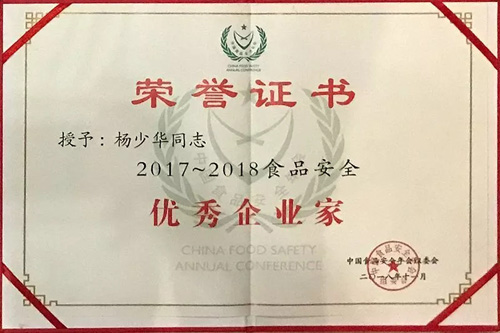 CHINA FOOD SAFETY
ANNUAL CONFERENCE
荣誉证书
授予：杨少华同志
2017~2018食品安全
优秀企业家
CHINA FOOD SAFETY
ANNUAL CONFERENCE
中国食品安全年会组委会
二〇一八年十一月